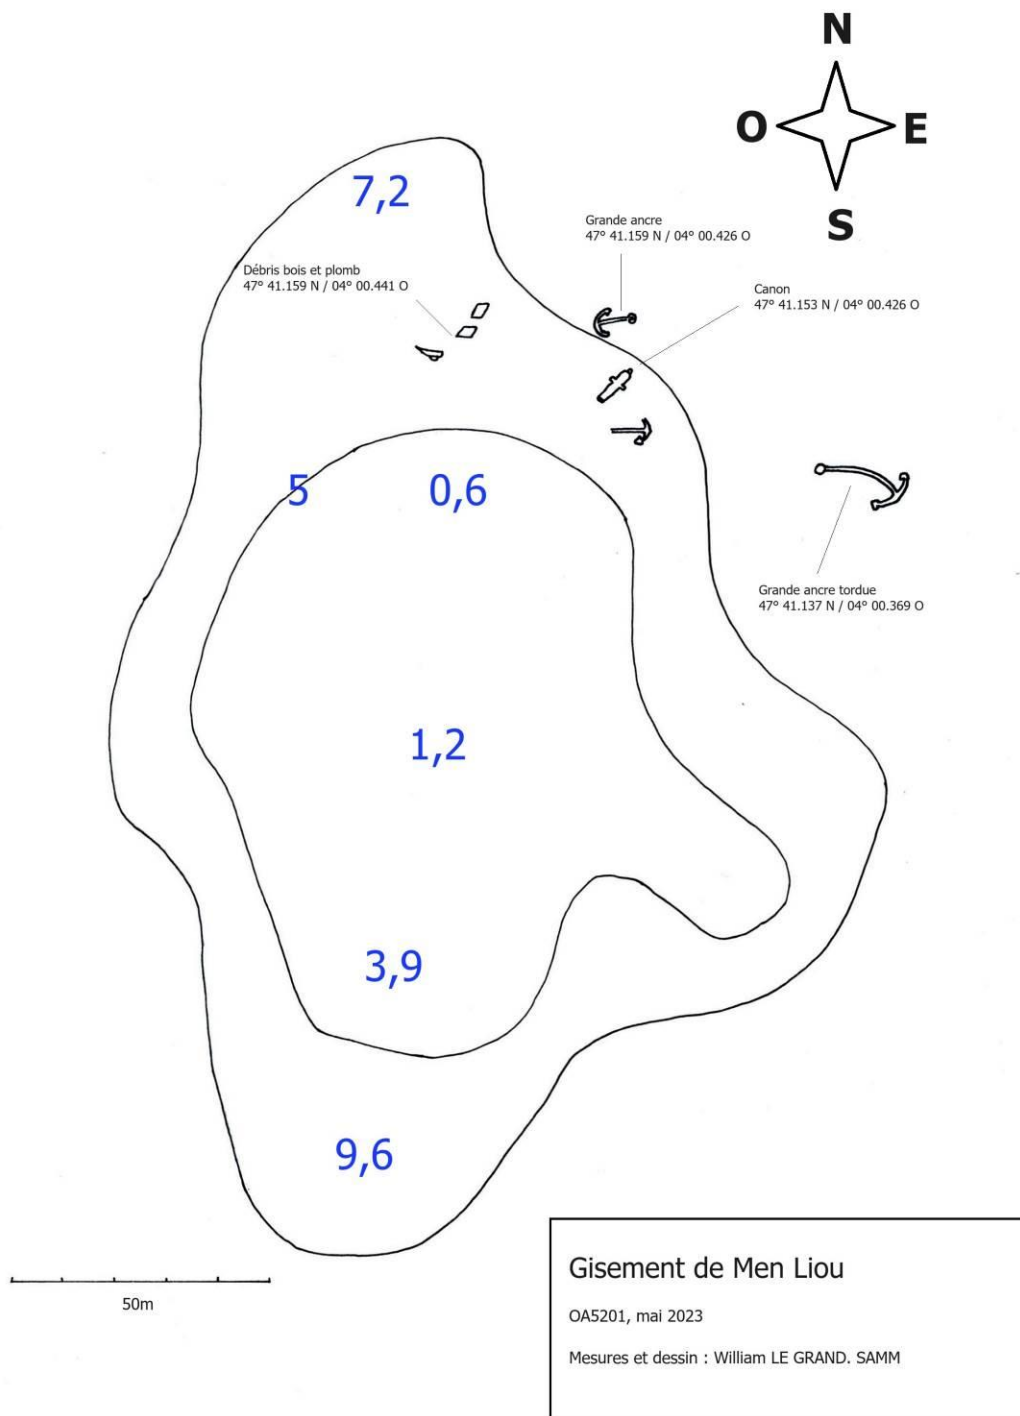 N
O E
S
7,2
Grande ancre
47° 41.159 N / 04° 00.426 O
Débris bois et plomb
47° 41.159 N / 04° 00.441 O
Canon
47° 41.153 N / 04° 00.426 O
5
0,6
Grande ancre tordue
47° 41.137 N / 04° 00.369 O
1,2
3,9
9,6
50m
Gisement de Men Liou
OA5201, mai 2023
Mesures et dessin : William LE GRAND. SAMM